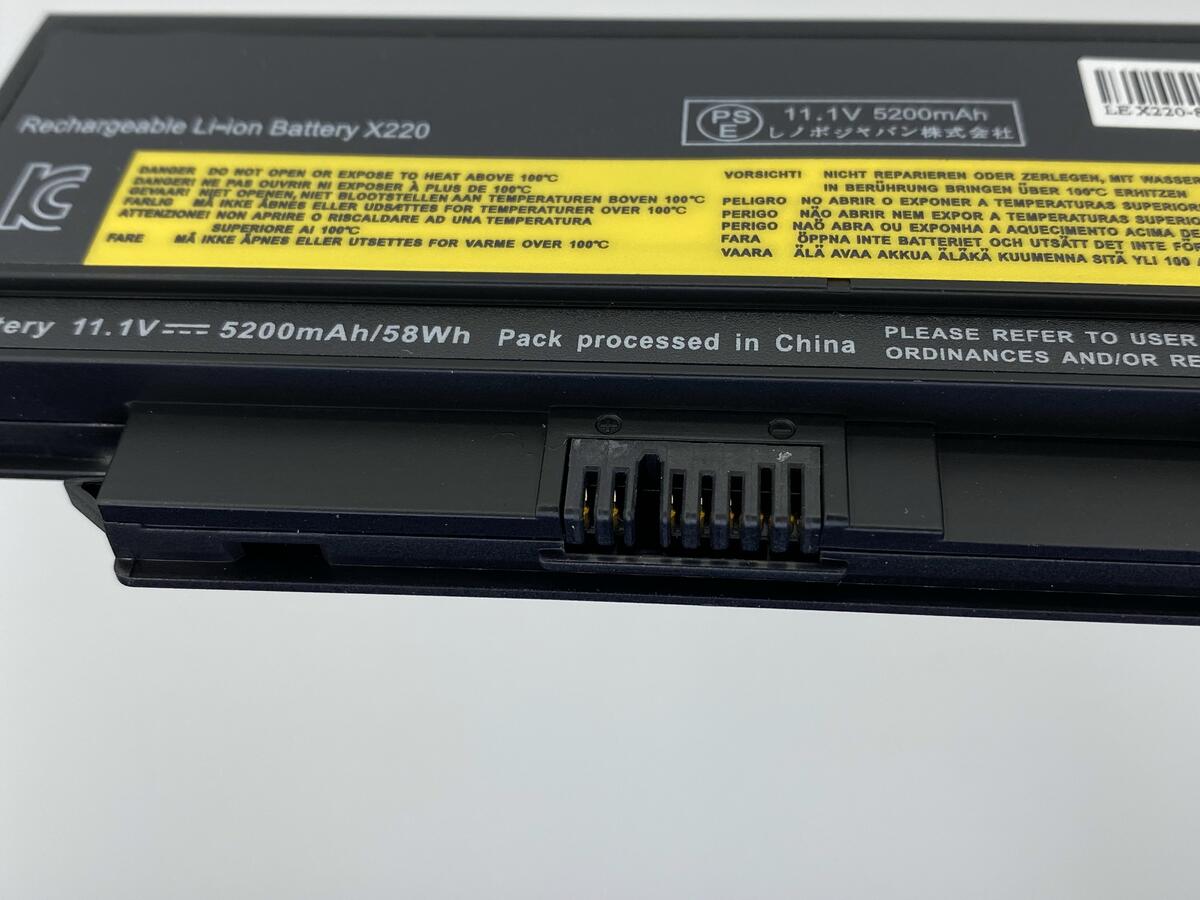 Rechargeable Li-ion Battery X220
PS
E
11.1V 5200mAh
しノボジャパン株式会社
LEX220-
DANGER DO NOT OPEN OR EXPOSE TO HEAT ABOVE 100℃
DANGER! NE PAS OUVRIR NI EXPOSER À PLUS DE 100℃
GEVAAR! NIET OPENEN, NIET BLOOTSTELLEN AAN TEMPERATUREN BOVEN 100℃
FARLIG MÅ IKKE ÅBNES ELLER UDSÆTTES FOR TEMPERATURER OVER 100℃
ATTENZIONE! NON APRIRE O RISCALDARE AD UNA TEMPERATURA
SUPERIORE AI 100℃
FARE MÅ IKKE ÅPNES ELLER UTSETTES FOR VARME OVER 100℃
VORSICHT! NICHT REPARIEREN ODER ZERLEGEN, MIT WASSER
IN BERÜHRUNG BRINGEN ÜBER 100℃ ERHITZEN
PELIGRO NO ABRIR O EXPONER A TEMPERATURAS
PERIGO NÃO ABRIR NEM EXPOR A TEMPERATURAS
PERIGO NAÖ ABRA OU EXPONHA A AQUECIMENTO ACIMA DE
FARA ÖPPNA INTE BATTERIET OCH UTSÄTT DET INTE
VAARA ÄLÄ AVAA AKKUA ÄLÄKÄ KUUMENNA SITÄ YLI 100
tery 11.1V 5200mAh/58Wh Pack processed in China
PLEASE REFER TO USER
ORDINANCES AND/OR RE
+ -